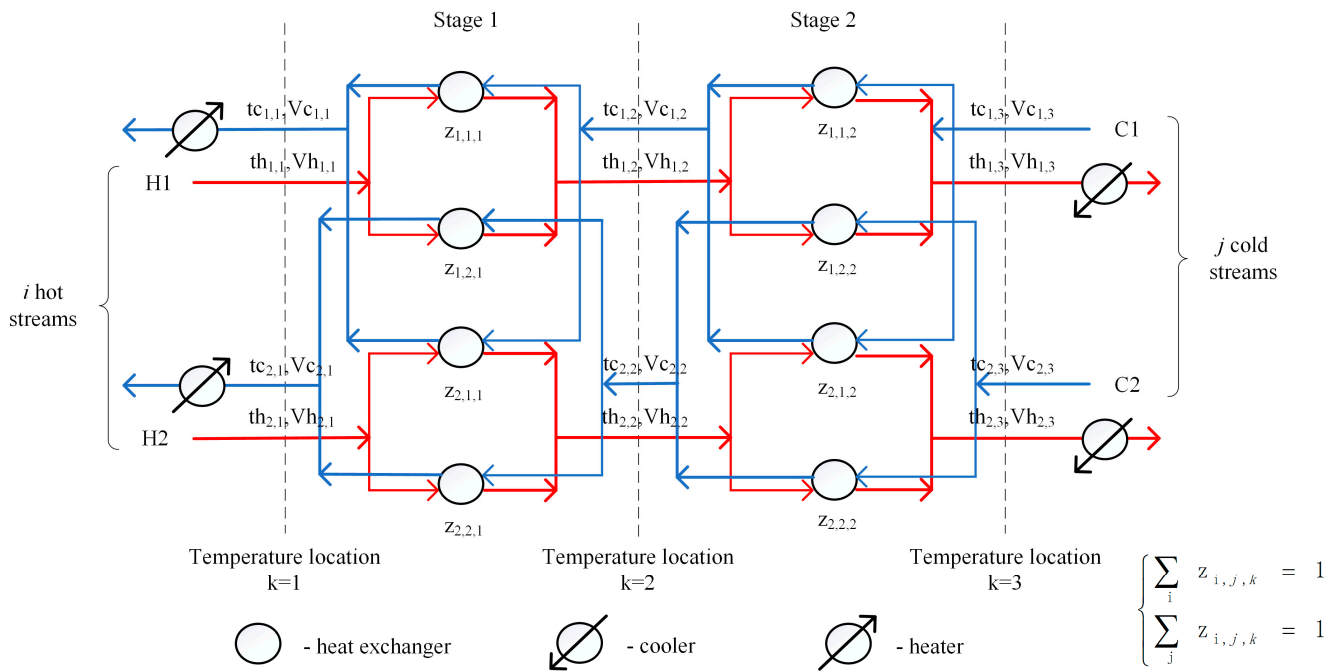 Stage 1
Stage 2
tc1,1,Vc1,1
z1,1,1
tc1,2,Vc1,2
z1,1,2
tc1,3,Vc1,3
C1
H1
th1,1,Vh1,1
th1,2,Vh1,2
th1,3,Vh1,3
z1,2,1
z1,2,2
i hot
streams
j cold
streams
tc2,1,Vc2,1
z2,1,1
tc2,2,Vc2,2
z2,1,2
tc2,3,Vc2,3
C2
H2
th2,1,Vh2,1
th2,2,Vh2,2
th2,3,Vh2,3
z2,2,1
z2,2,2
Temperature location
k=1
Temperature location
k=2
Temperature location
k=3
∑i zi,j,k = 1
∑j zi,j,k = 1
- heat exchanger
- cooler
- heater